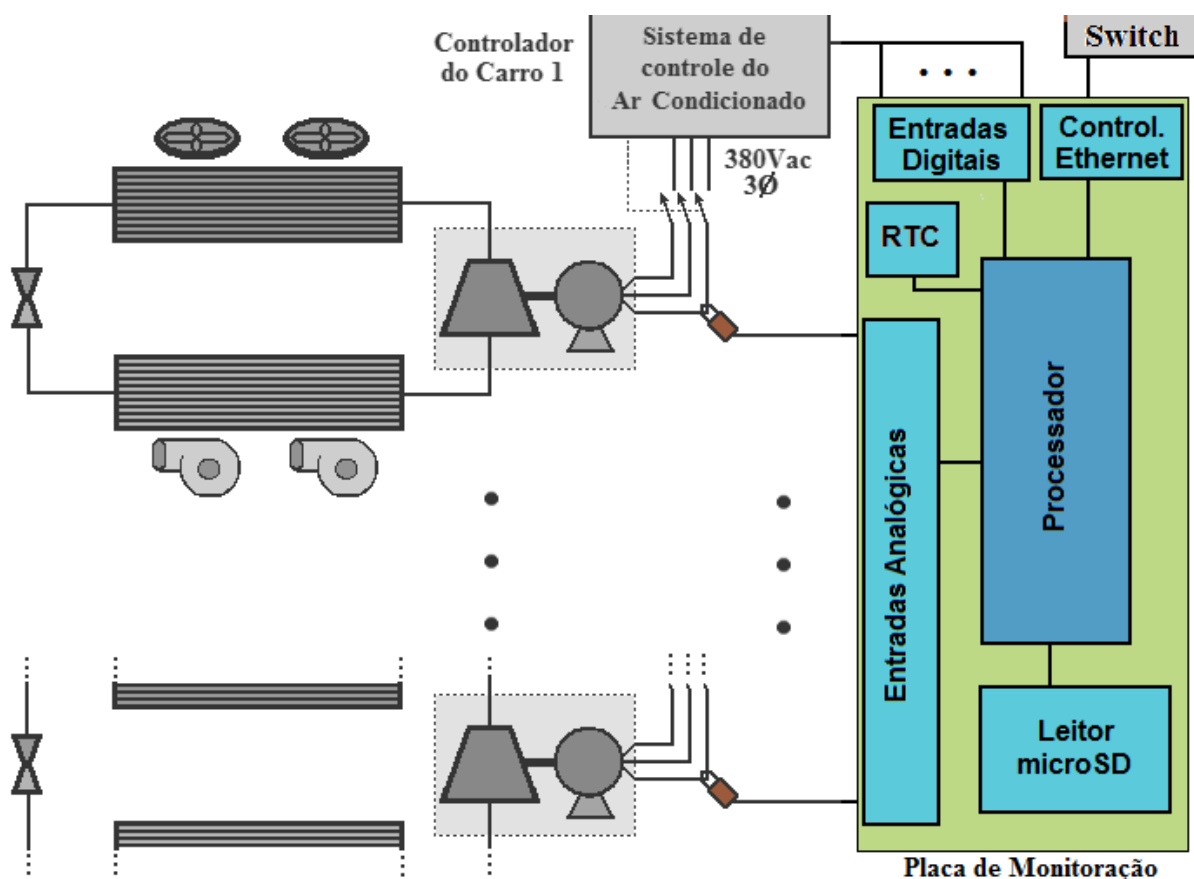 Controlador
do Carro 1
Sistema de
controle do
Ar Condicionado
Switch
380Vac
3Ø
Entradas
Digitais
Control.
Ethernet
RTC
Entradas Analógicas
Processador
Leitor
microSD
Placa de Monitoração